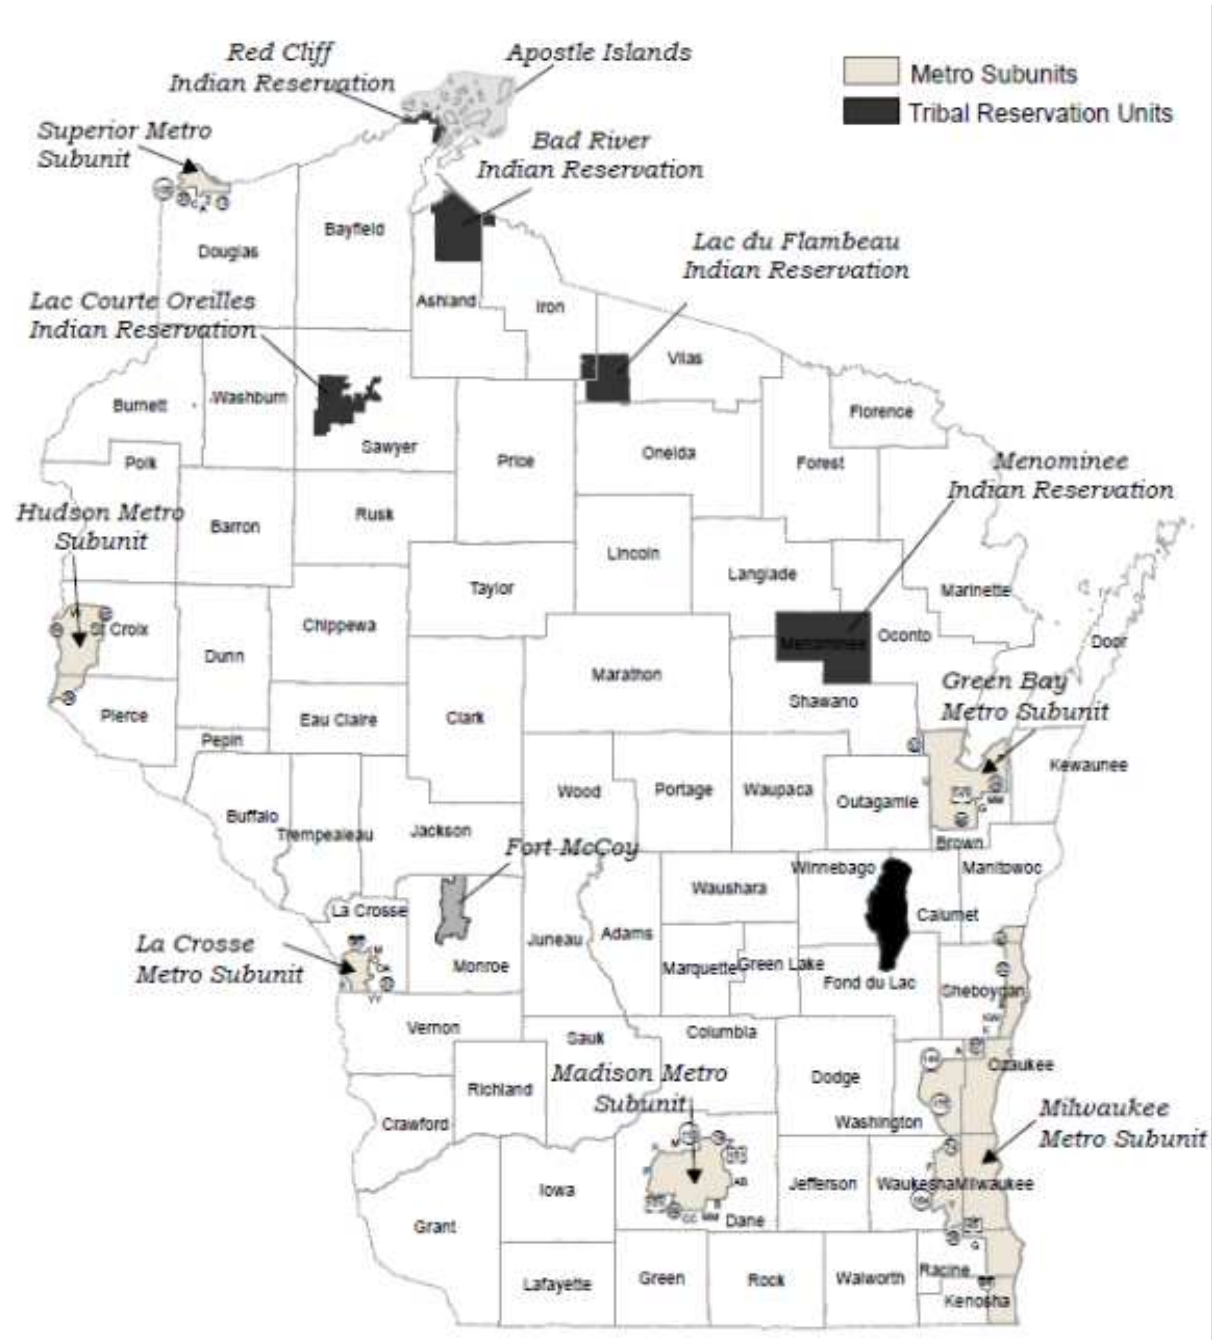 Red Cliff
Indian Reservation
Apostle Islands
Metro Subunits
Tribal Reservation Units
Superior Metro
Subunit
Bad River
Indian Reservation
Bayfield
Douglas
Lac du Flambeau
Indian Reservation
Lac Courte Oreilles
Indian Reservation
Ashland
Iron
Vilas
Burnett
Washburn
Sawyer
Florence
Polk
Price
Oneida
Forest
Menominee
Indian Reservation
Hudson Metro
Subunit
Barron
Rusk
Lincoln
Langlade
Taylor
Marinette
St Croix
Chippewa
Dunn
Menominee
Oconto
Door
Marathon
Shawano
Green Bay
Metro Subunit
Pierce
Eau Claire
Clark
Pepin
Kewaunee
Wood
Portage
Waupaca
Outagamie
Buffalo
Trempealeau
Jackson
Brown
Fort McCoy
Winnebago
Manitowoc
Waushara
La Crosse
Calumet
La Crosse
Metro Subunit
Juneau
Adams
Monroe
Marquette
Green Lake
Fond du Lac
Sheboygan
Vernon
Sauk
Columbia
Ozaukee
Madison Metro
Subunit
Richland
Dodge
Crawford
Washington
Milwaukee
Metro Subunit
Iowa
Jefferson
Waukesha
Milwaukee
Grant
Dane
Lafayette
Green
Rock
Walworth
Racine
Kenosha